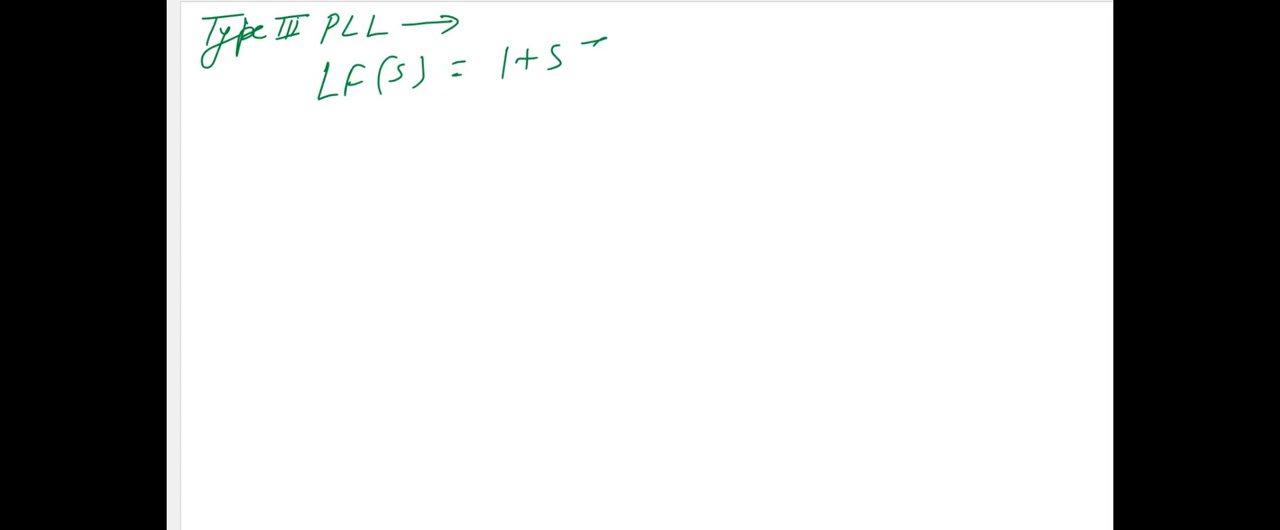 Type III PLL →
LF(s) = 1+s